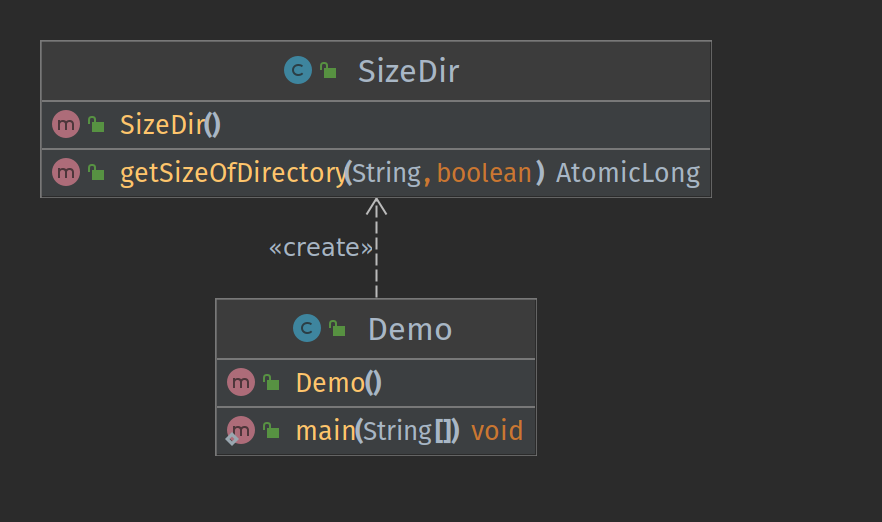 SizeDir
SizeDir()
getSizeOfDirectory(String, boolean) AtomicLong
«create»
Demo
Demo()
main(String[]) void